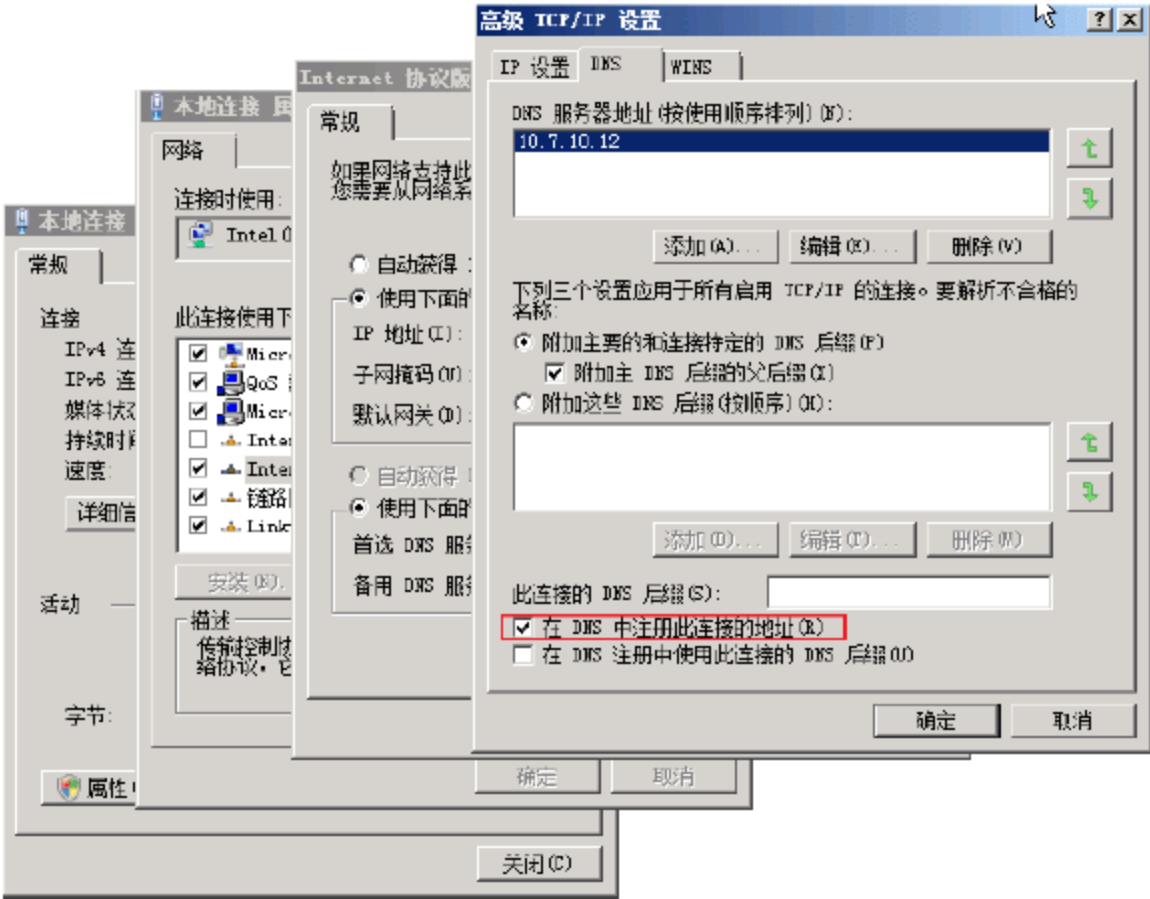 高级 TCP/IP 设置
IP 设置
DNS
WINS
DNS 服务器地址(按使用顺序排列)(N):
10.7.10.12
添加(A)...
编辑(E)...
删除(V)
下列三个设置应用于所有启用 TCP/IP 的连接。要解析不合格的
名称:
附加主要的和连接特定的 DNS 后缀(P)
附加主 DNS 后缀的父后缀(X)
附加这些 DNS 后缀(按顺序)(H):
添加(D)...
编辑(T)...
删除(M)
此连接的 DNS 后缀(S):
在 DNS 中注册此连接的地址(R)
在 DNS 注册中使用此连接的 DNS 后缀(U)
确定
取消
Internet 协议版
常规
如果网络支持此
您需要从网络系
自动获得
使用下面的
IP 地址(I):
子网掩码(U):
默认网关(D):
自动获得
使用下面的
首选 DNS 服务
备用 DNS 服务
本地连接 属
网络
连接时使用:
Intel(
此连接使用下
Micro
QoS
Micro
Inter
Inter
链路
Link
安装(N).
描述
传输控制协
络协议。它
确定
取消
本地连接
常规
连接
IPv4 连
IPv6 连
媒体状态
持续时间
速度:
详细信
活动
字节:
属性
关闭(C)